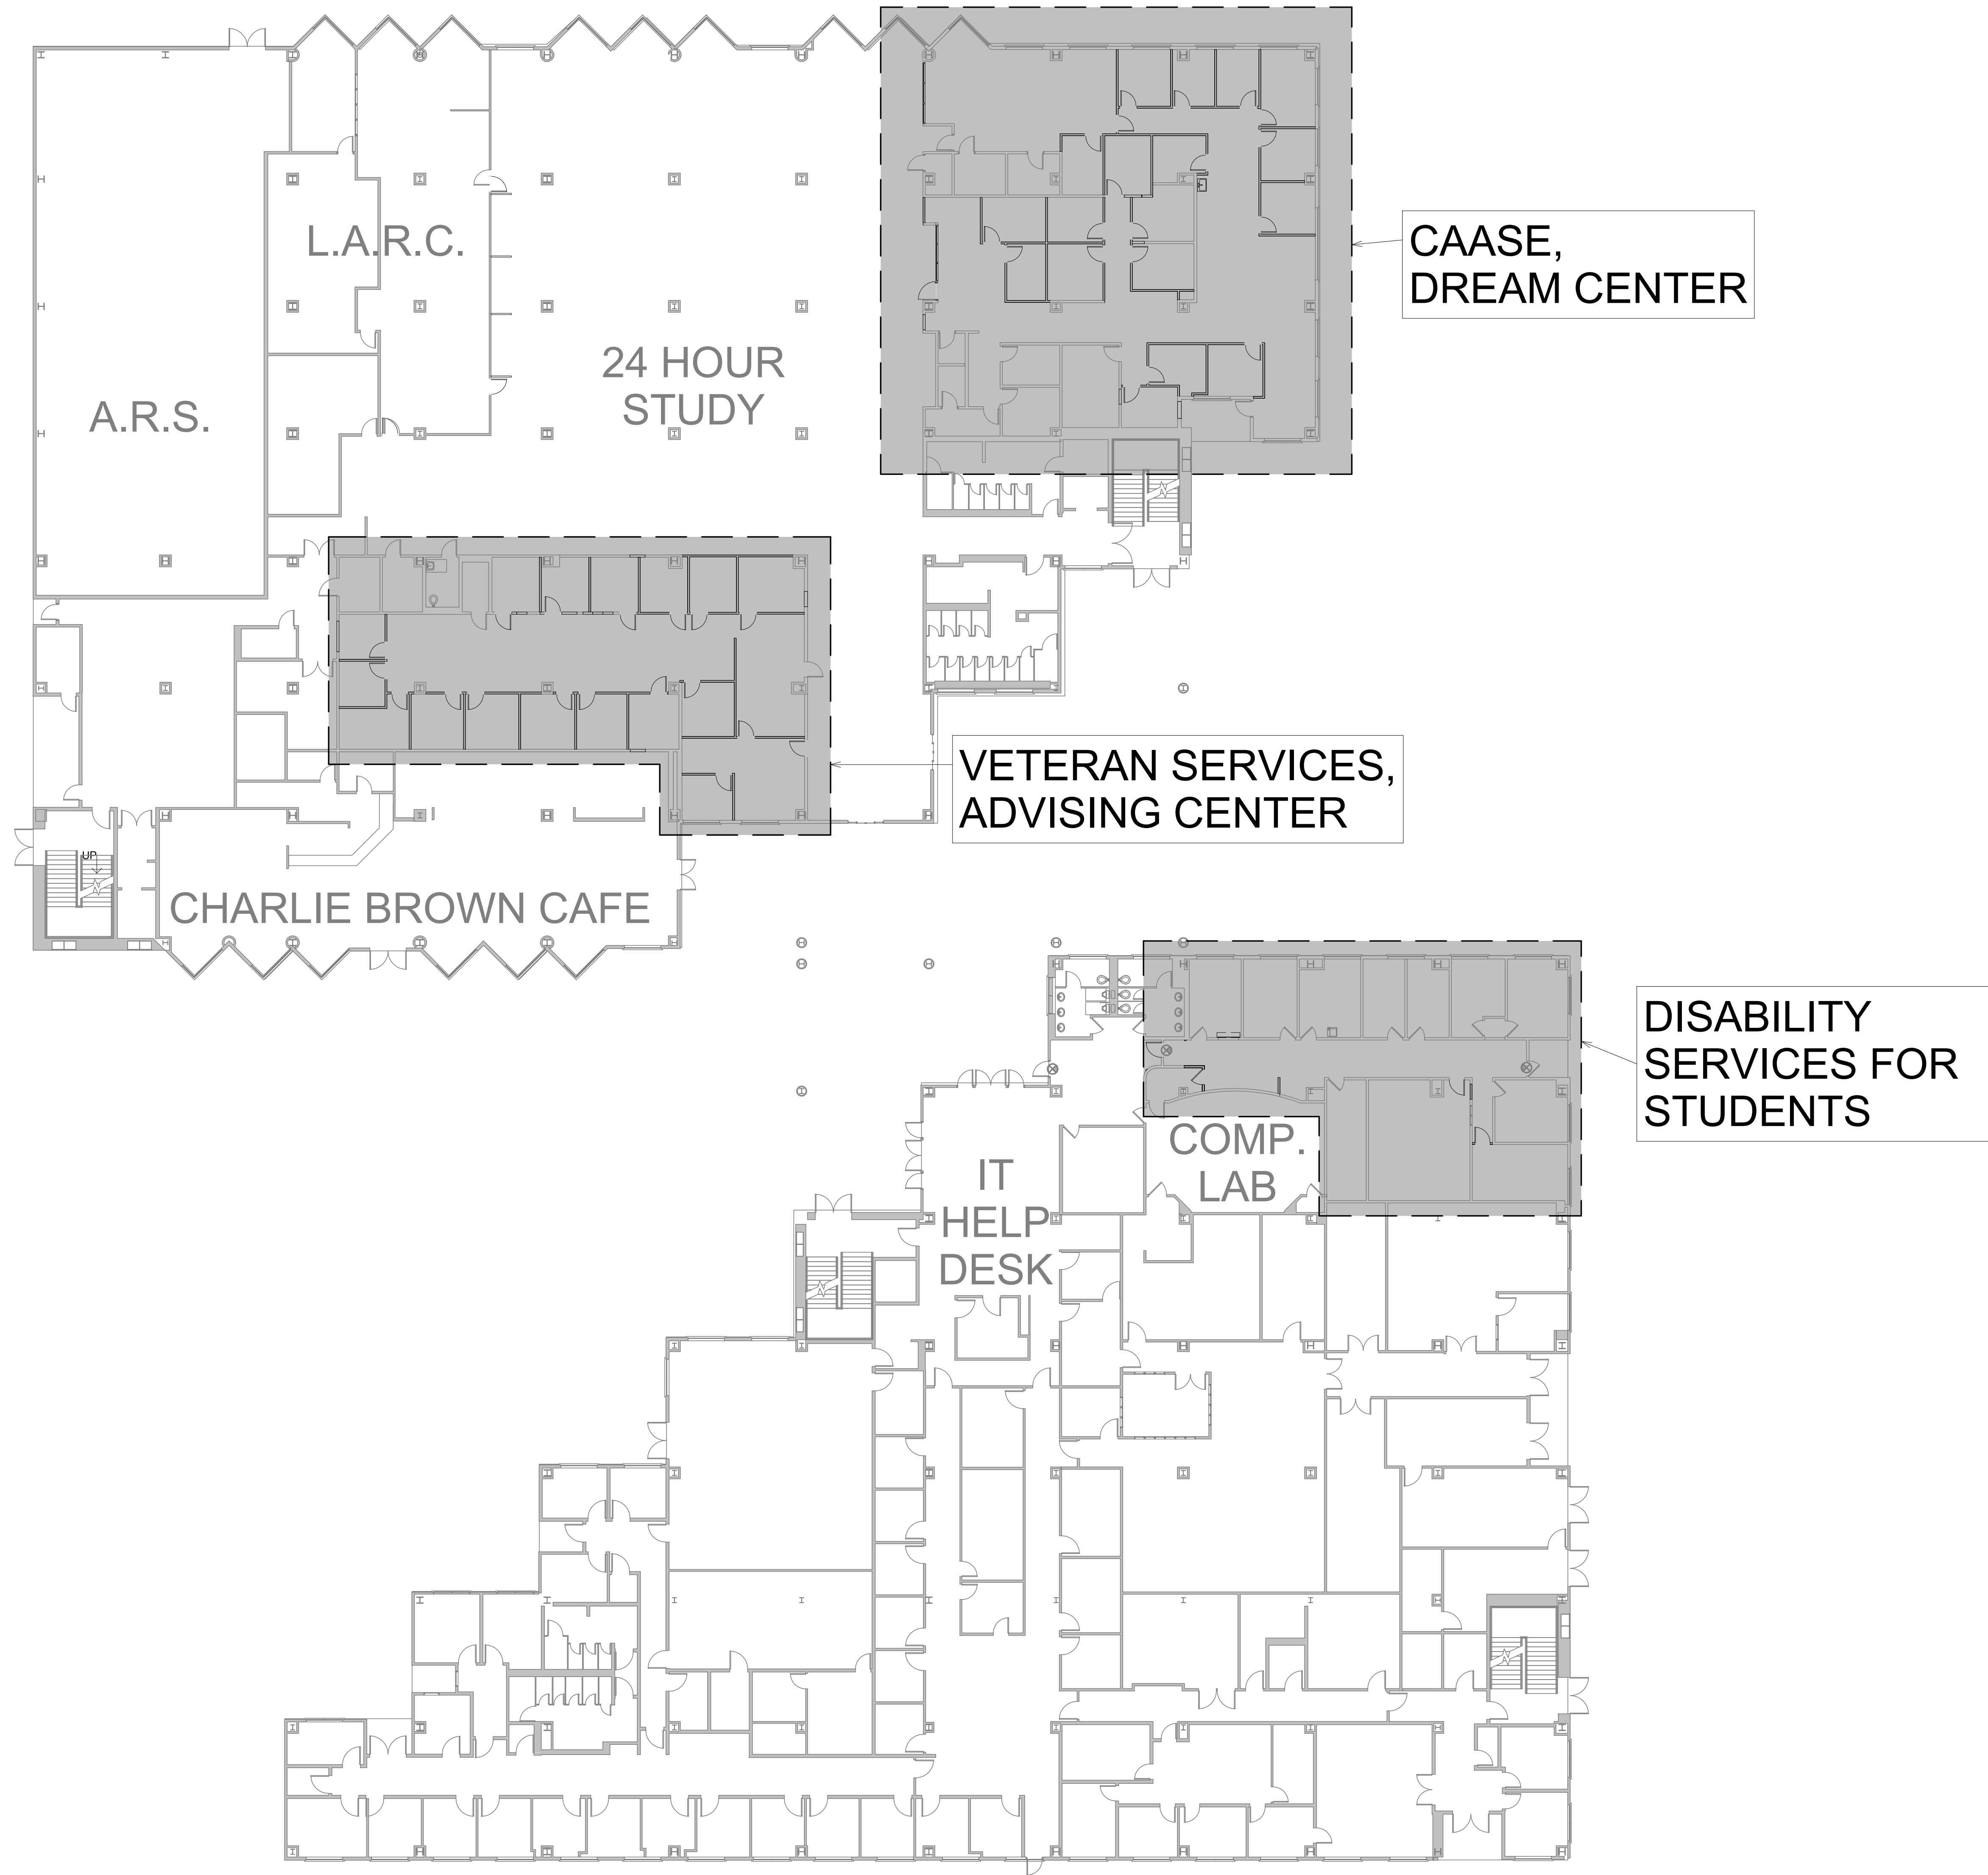 L.A.R.C.
A.R.S.
24 HOUR
STUDY
CAASE,
DREAM CENTER
VETERAN SERVICES,
ADVISING CENTER
UP
CHARLIE BROWN CAFE
DISABILITY
SERVICES FOR
STUDENTS
COMP.
LAB
IT
HELP
DESK